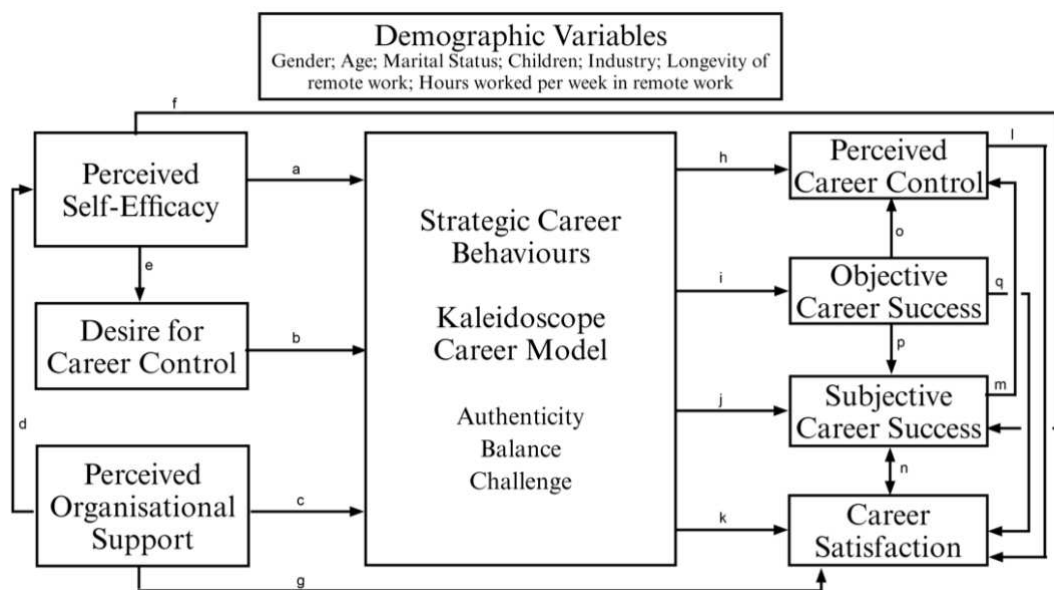 Demographic Variables
Gender; Age; Marital Status; Children; Industry; Longevity of
remote work; Hours worked per week in remote work
f
Perceived
Self-Efficacy
a
e
Desire for
Career Control
b
d
Perceived
Organisational
Support
c
g
Strategic Career
Behaviours
Kaleidoscope
Career Model
Authenticity
Balance
Challenge
h
i
j
k
Perceived
Career Control
l
o
Objective
Career Success
q
p
Subjective
Career Success
m
n
Career
Satisfaction